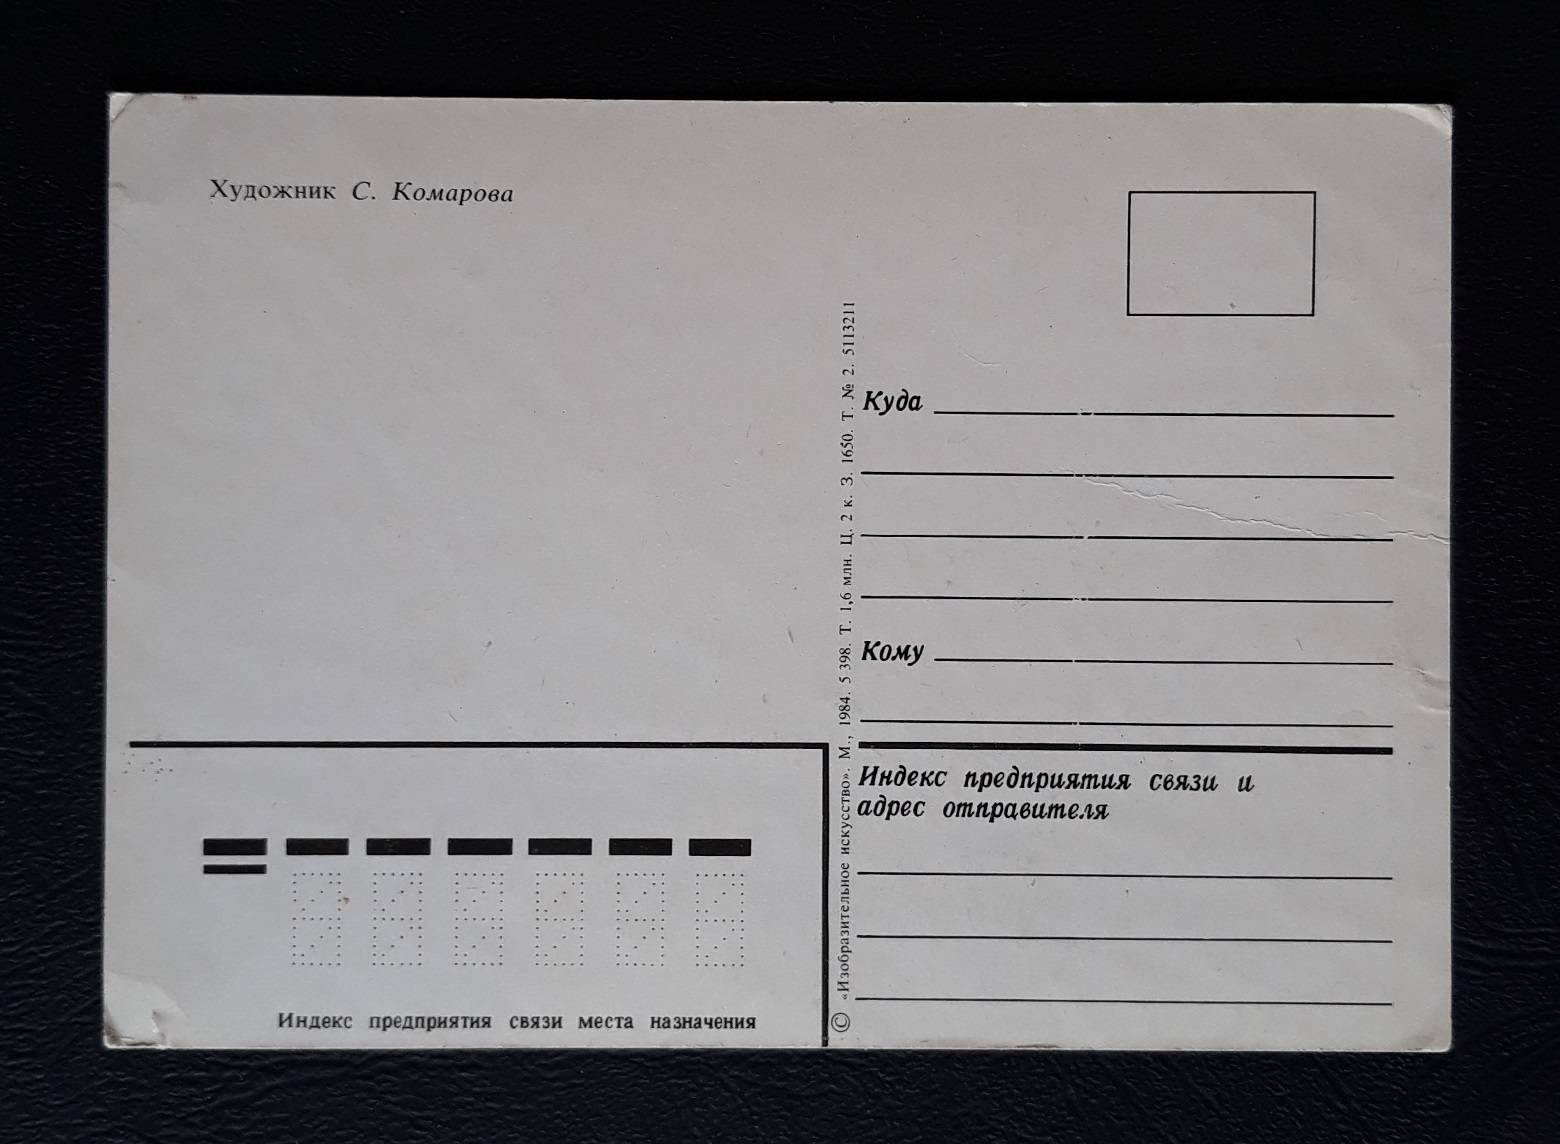 Художник С. Комарова
Куда
Кому
Индекс предприятия связи и
адрес отправителя
Индекс предприятия связи места назначения
© «Изобразительное искусство». М., 1984. 5 398. Т. 1,6 млн. Ц. 2 к. З. 1650. Т. № 2. 5113211